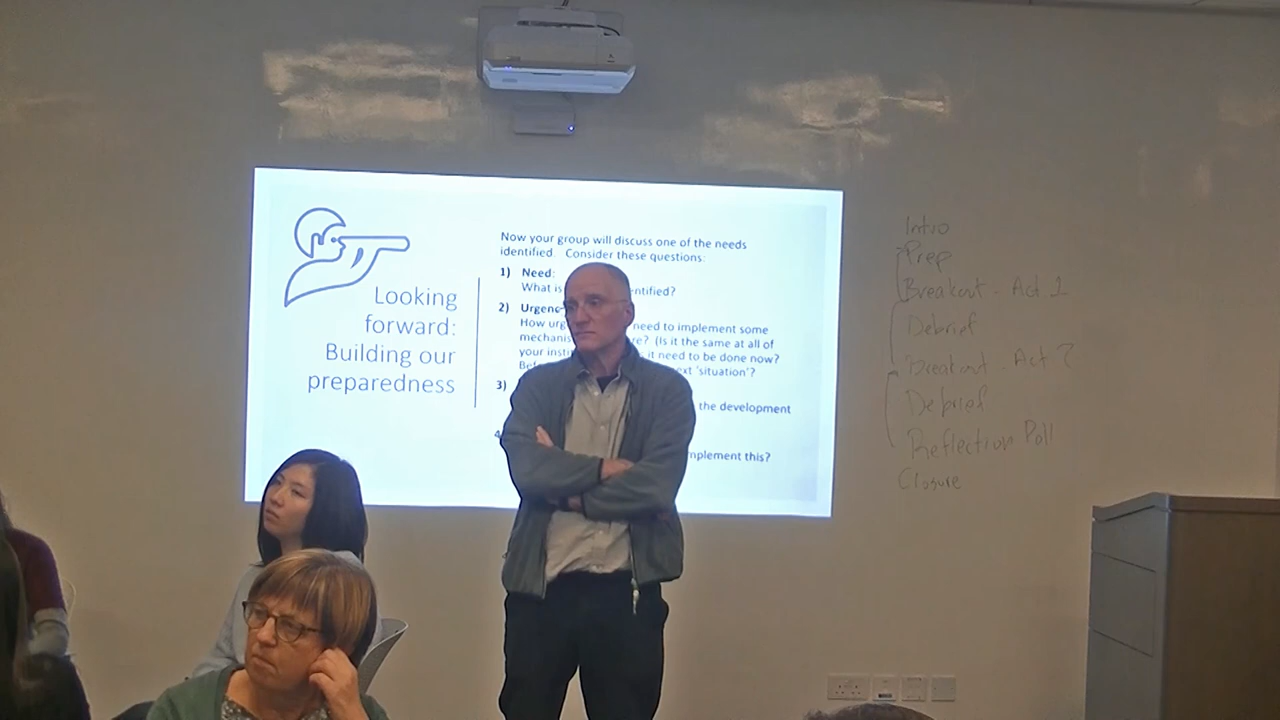 Looking
forward:
Building our
preparedness
Now your group will discuss one of the needs
identified. Consider these questions:
1) Need:
What is
2) Urgenc
How urg need to implement some
mechanis re? (Is it the same at all of
your insti it need to be done now?
Bef ext 'situation'?
3)
the development
4
mplement this?
Intro
Prep
Breakout - Act 1
Debrief
Breakout - Act 2
Debrief
Reflection Poll
Closure